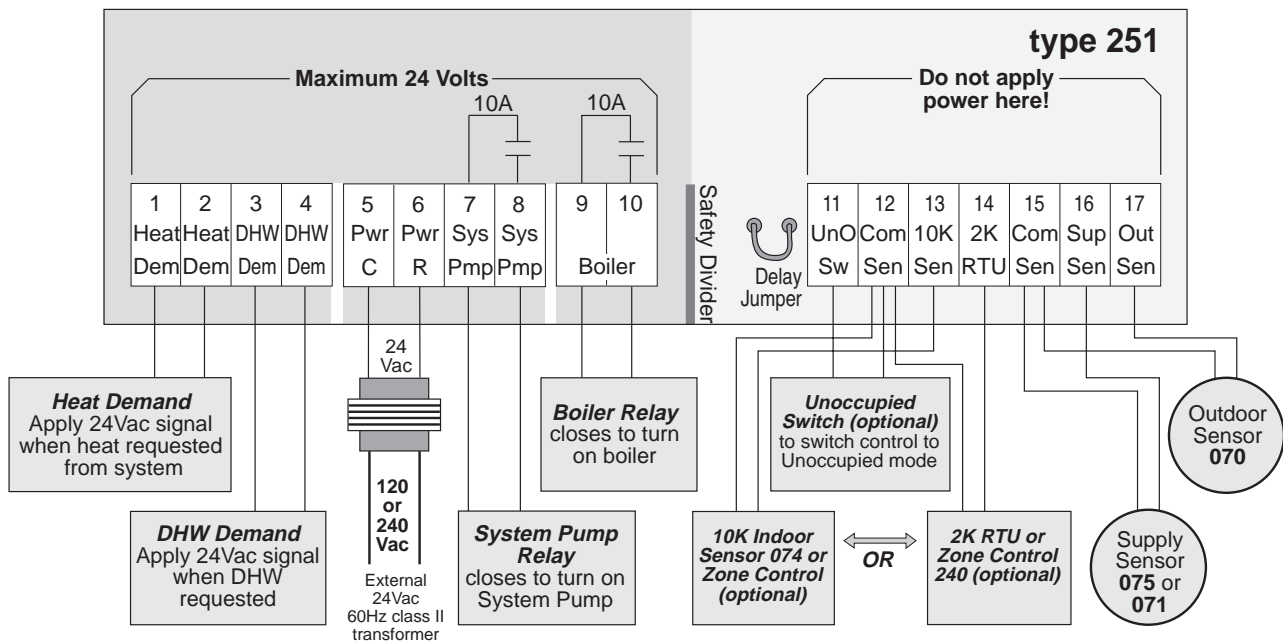 type 251
Maximum 24 Volts
Do not apply
power here!
10A
10A
1
Heat
Dem
2
Heat
Dem
3
DHW
Dem
4
DHW
Dem
5
Pwr
C
6
Pwr
R
7
Sys
Pmp
8
Sys
Pmp
9
10
Boiler
Safety Divider
Delay
Jumper
11
UnO
Sw
12
Com
Sen
13
10K
Sen
14
2K
RTU
15
Com
Sen
16
Sup
Sen
17
Out
Sen
Heat Demand
Apply 24Vac signal
when heat requested
from system
DHW Demand
Apply 24Vac signal
when DHW
requested
24
Vac
120
or
240
Vac
External
24Vac
60Hz class II
transformer
System Pump
Relay
closes to turn on
System Pump
Boiler Relay
closes to turn
on boiler
Unoccupied
Switch (optional)
to switch control to
Unoccupied mode
10K Indoor
Sensor 074 or
Zone Control
(optional)
OR
2K RTU or
Zone Control
240 (optional)
Supply
Sensor
075 or
071
Outdoor
Sensor
070